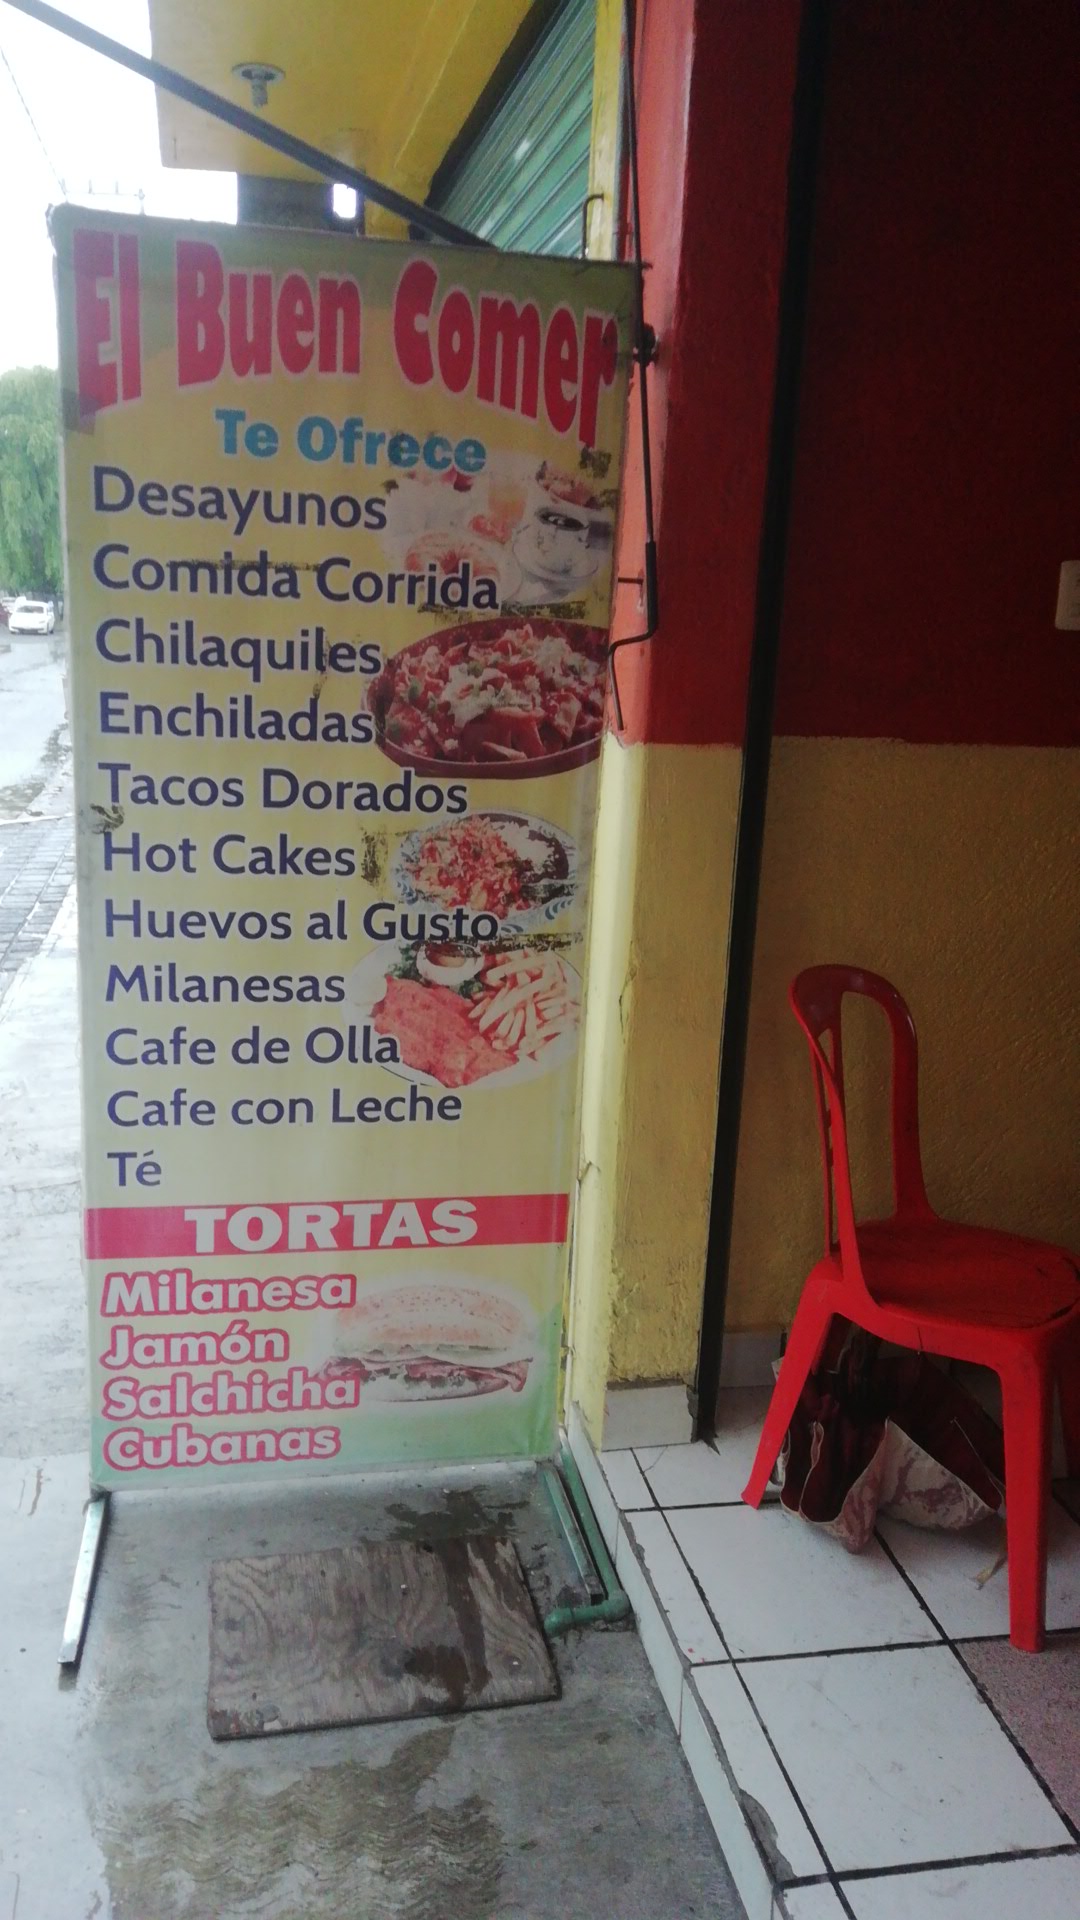 El Buen Comer
Te Ofrece
Desayunos
Comida Corrida
Chilaquiles
Enchiladas
Tacos Dorados
Hot Cakes
Huevos al Gusto
Milanesas
Cafe de Olla
Cafe con Leche
Té
TORTAS
Milanesa
Jamón
Salchicha
Cubanas